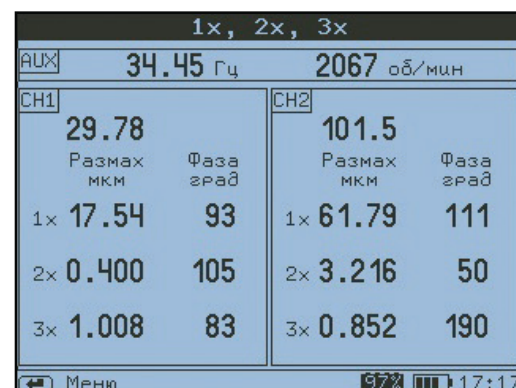 1x, 2x, 3x
AUX 34.45 Гц 2067 об/мин
CH1 CH2
29.78 101.5
Размах Фаза Размах Фаза
мкм град мкм град
1x 17.54 93 1x 61.79 111
2x 0.400 105 2x 3.216 50
3x 1.008 83 3x 0.852 190
Меню 97% 17:17